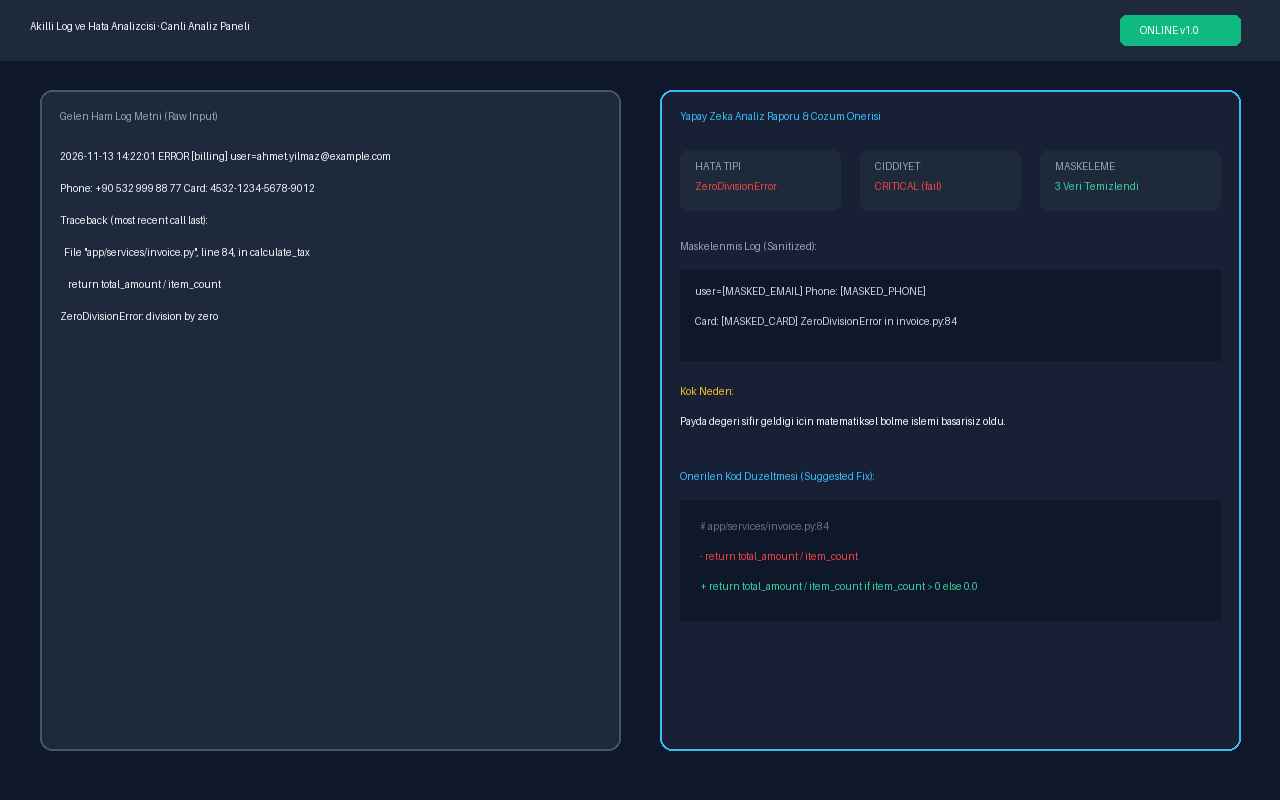 Akilli Log ve Hata Analizcisi · Canli Analiz Paneli
ONLINE v1.0
Gelen Ham Log Metni (Raw Input)
2026-11-13 14:22:01 ERROR [billing] user=ahmet.yilmaz@example.com
Phone: +90 532 999 88 77 Card: 4532-1234-5678-9012
Traceback (most recent call last):
File "app/services/invoice.py", line 84, in calculate_tax
return total_amount / item_count
ZeroDivisionError: division by zero
Yapay Zeka Analiz Raporu & Cozum Onerisi
HATA TIPI
ZeroDivisionError
CIDDIYET
CRITICAL (fail)
MASKELEME
3 Veri Temizlendi
Maskelenmis Log (Sanitized):
user=[MASKED_EMAIL] Phone: [MASKED_PHONE]
Card: [MASKED_CARD] ZeroDivisionError in invoice.py:84
Kok Neden:
Payda degeri sifir geldigi icin matematiksel bolme islemi basarisiz oldu.
Onerilen Kod Duzeltmesi (Suggested Fix):
# app/services/invoice.py:84
- return total_amount / item_count
+ return total_amount / item_count if item_count > 0 else 0.0